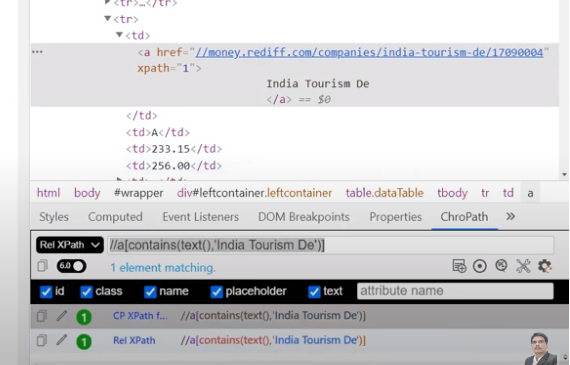 <tr>…</tr>
<tr>
<td>
<a href="//money.rediff.com/companies/india-tourism-de/17090004"
xpath="1">
India Tourism De
</a> == $0
</td>
<td>A</td>
<td>233.15</td>
<td>256.00</td>
html body #wrapper div#leftcontainer.leftcontainer table.dataTable tbody tr td a
Styles Computed Event Listeners DOM Breakpoints Properties ChroPath »
Rel XPath //a[contains(text(),'India Tourism De')]
6.0 1 element matching.
id class name placeholder text attribute name
1 CP XPath f... //a[contains(text(),'India Tourism De')]
1 Rel XPath //a[contains(text(),'India Tourism De')]